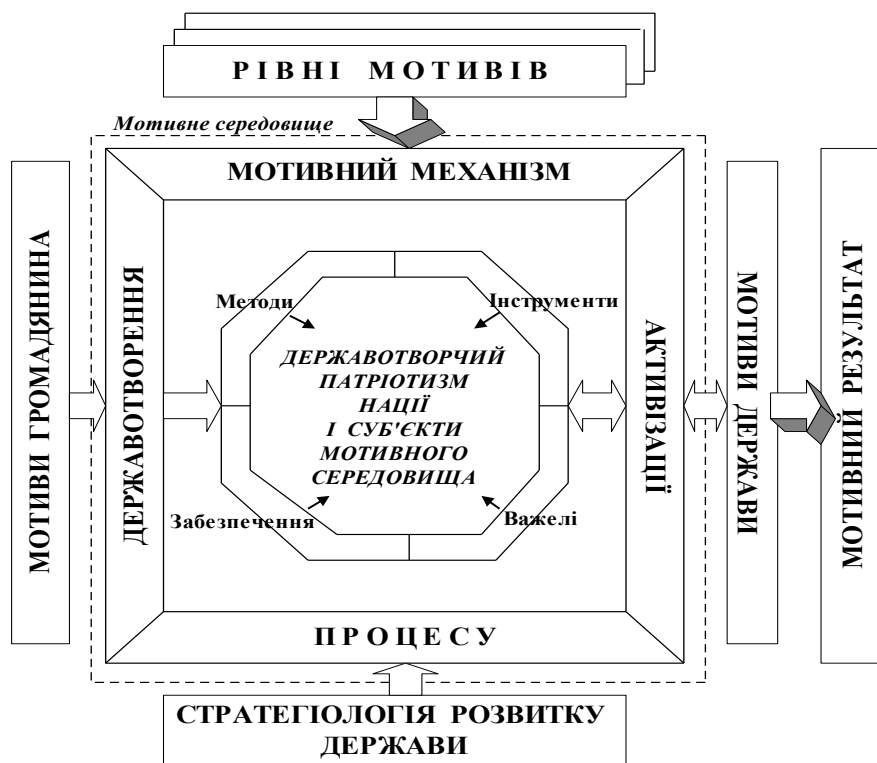 РІВНІ МОТИВІВ
Мотивне середовище
МОТИВНИЙ МЕХАНІЗМ
МОТИВИ ГРОМАДЯНИНА
ДЕРЖАВОТВОРЕННЯ
Методи
Інструменти
ДЕРЖАВОТВОРЧИЙ
ПАТРІОТИЗМ
НАЦІЇ
І СУБ'ЄКТИ
МОТИВНОГО
СЕРЕДОВИЩА
Забезпечення
Важелі
АКТИВІЗАЦІЇ
МОТИВИ ДЕРЖАВИ
МОТИВНИЙ РЕЗУЛЬТАТ
ПРОЦЕСУ
СТРАТЕГІОЛОГІЯ РОЗВИТКУ
ДЕРЖАВИ